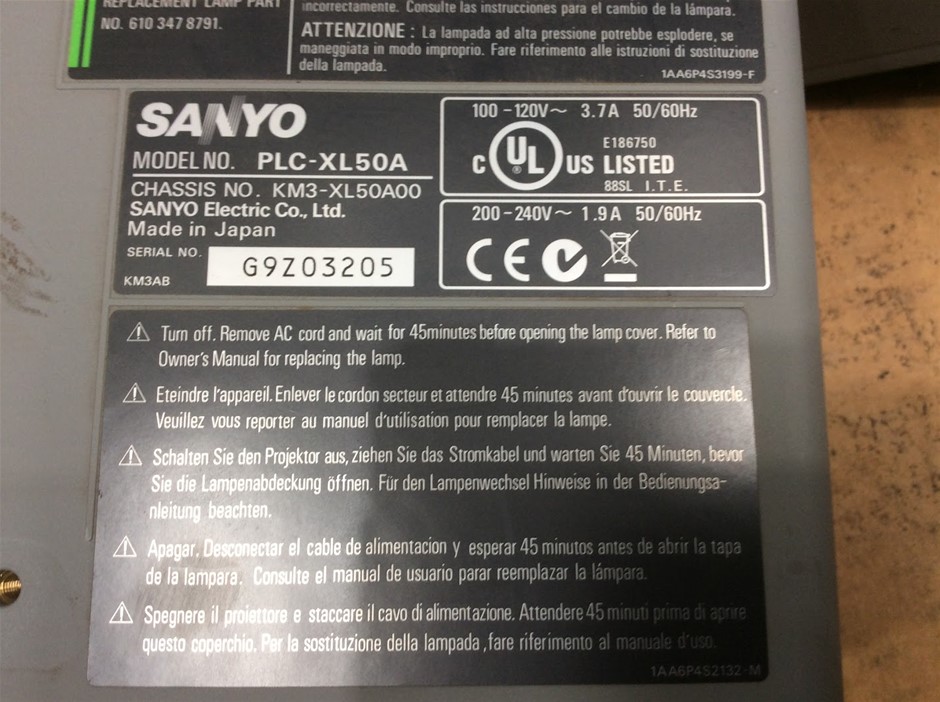 REPLACEMENT LAMP PART
NO. 610 347 8791.
incorrectamente. Consulte las instrucciones para el cambio de la lámpara.
ATTENZIONE : La lampada ad alta pressione potrebbe esplodere, se
maneggiata in modo improprio. Fare riferimento alle istruzioni di sostituzione
della lampada.
1AA6P4S3199-F
SANYO
MODEL NO. PLC-XL50A
CHASSIS NO. KM3-XL50A00
SANYO Electric Co., Ltd.
Made in Japan
SERIAL NO.
G9Z03205
KM3AB
100-120V~ 3.7A 50/60Hz
C UL US LISTED
®
E186750
88SL I.T.E.
200-240V~ 1.9A 50/60Hz
CE
Turn off. Remove AC cord and wait for 45minutes before opening the lamp cover. Refer to
Owner's Manual for replacing the lamp.
Eteindre l'appareil. Enlever le cordon secteur et attendre 45 minutes avant d'ouvrir le couvercle.
Veuillez vous reporter au manuel d'utilisation pour remplacer la lampe.
Schalten Sie den Projektor aus, ziehen Sie das Stromkabel und warten Sie 45 Minuten, bevor
Sie die Lampenabdeckung öffnen. Für den Lampenwechsel Hinweise in der Bedienungsa-
nleitung beachten.
Apagar. Desconectar el cable de alimentacion y esperar 45 minutos antes de abrir la tapa
de la lampara. Consulte el manual de usuario parar reemplazar la lámpara.
Spegnere il proiettore e staccare il cavo di alimentazione. Attendere 45 minuti prima di aprire
questo coperchio. Per la sostituzione della lampada ,fare riferimento al manuale d'uso.
1AA6P4S2132-M